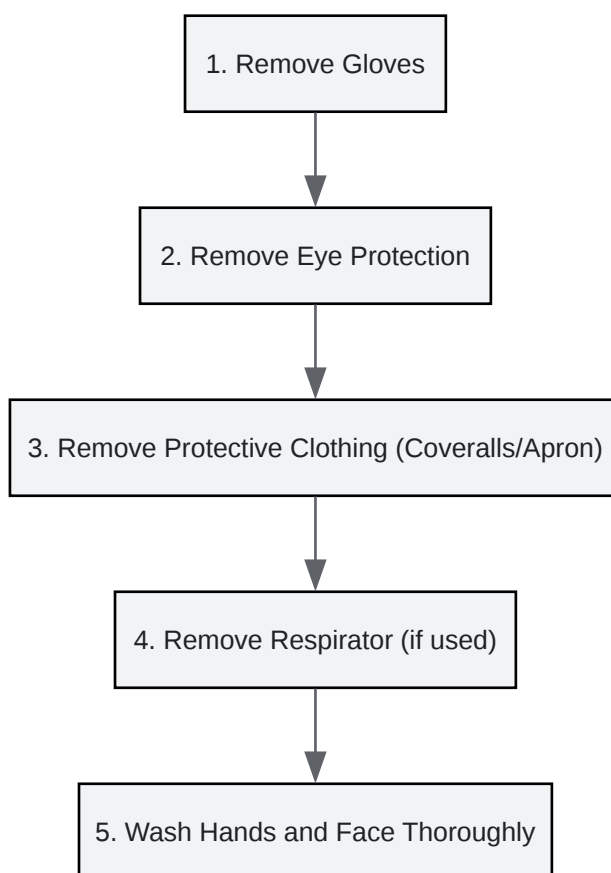 1. Remove Gloves
2. Remove Eye Protection
3. Remove Protective Clothing (Coveralls/Apron)
4. Remove Respirator (if used)
5. Wash Hands and Face Thoroughly